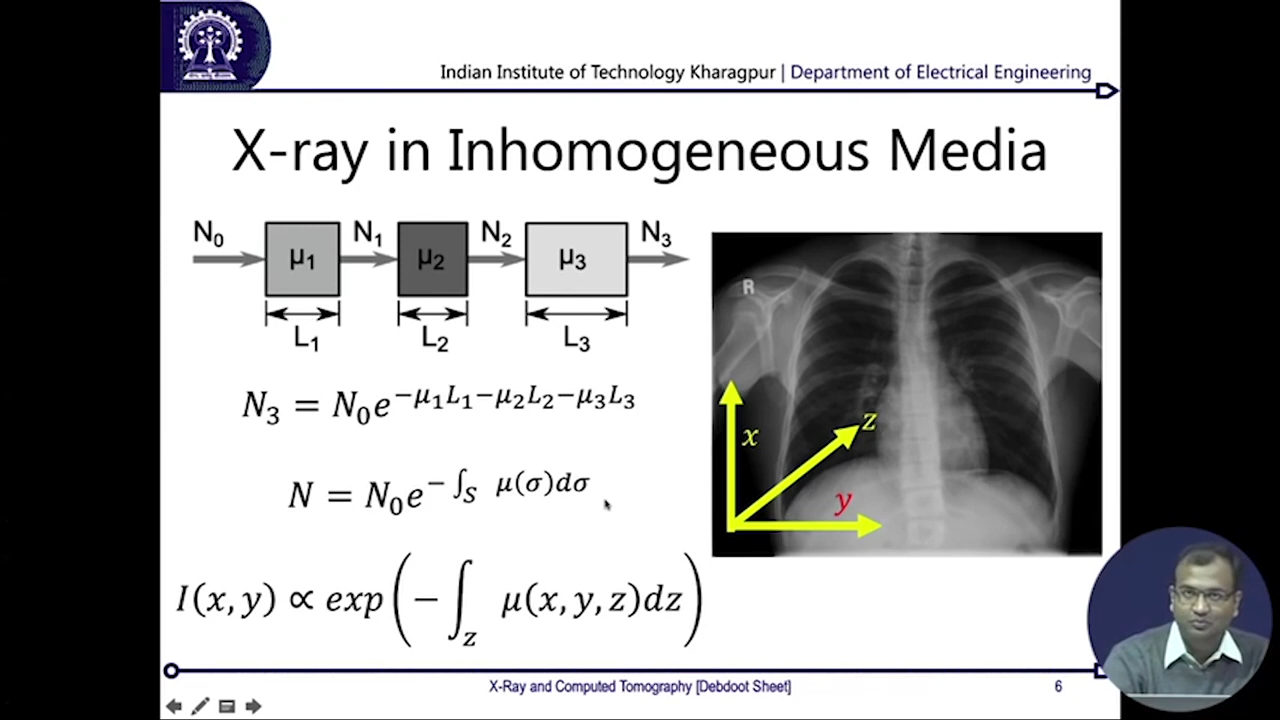 Indian Institute of Technology Kharagpur | Department of Electrical Engineering
X-ray in Inhomogeneous Media
N₀ μ₁ N₁ μ₂ N₂ μ₃ N₃
L₁ L₂ L₃
R
N₃ = N₀e^{−μ₁L₁−μ₂L₂−μ₃L₃}
x z
y
N = N₀e^{−∫_S μ(σ)dσ}
I(x, y) ∝ exp(−∫_z μ(x, y, z)dz)
X-Ray and Computed Tomography [Debdoot Sheet]
6